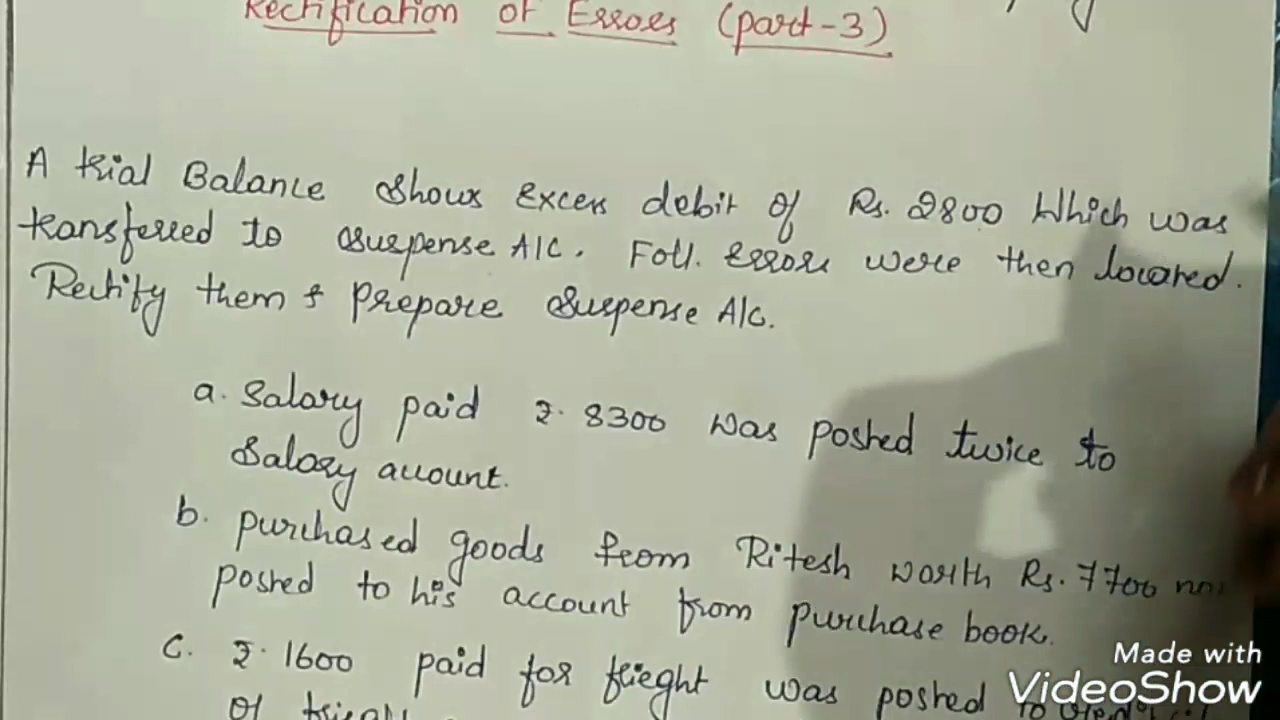 Rectification of Errors (part-3)
A trial Balance shows excess debit of Rs. 2800 Which was
transferred to suspense A/C. Foll. Errors were then located.
Rectify them & Prepare Suspense A/c.
a. Salary paid ₹. 8300 was posted twice to
Salary account.
b. purchased goods from Ritesh worth Rs. 7700
posted to his account from purchase book.
c. ₹. 1600 paid for frieght was posted to
of
Made with
VideoShow